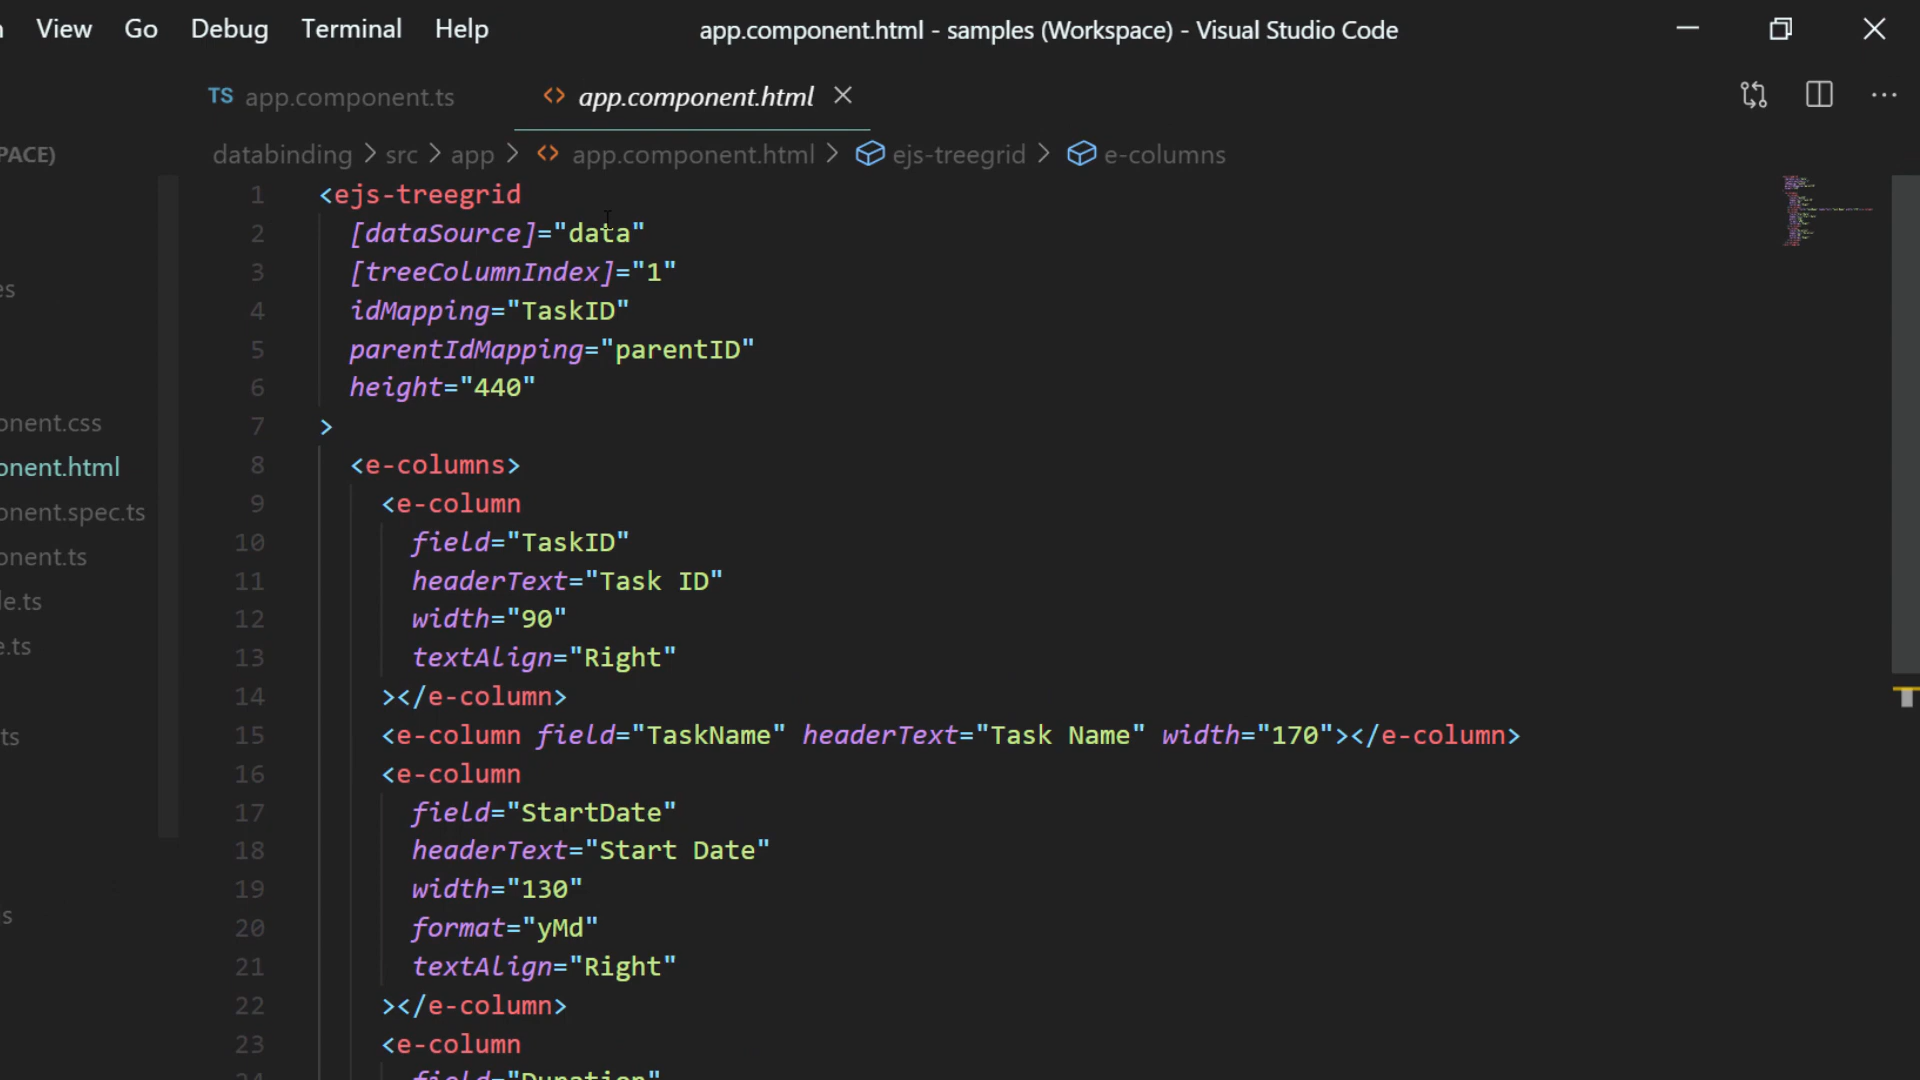 View Go Debug Terminal Help app.component.html - samples (Workspace) - Visual Studio Code
TS app.component.ts <> app.component.html
PACE) databinding > src > app > <> app.component.html > ejs-treegrid > e-columns
1 <ejs-treegrid
2 [dataSource]="data"
es
3 [treeColumnIndex]="1"
4 idMapping="TaskID"
5 parentIdMapping="parentID"
6 height="440"
onent.css
7 >
onent.html
8 <e-columns>
onent.spec.ts
9 <e-column
10 field="TaskID"
onent.ts
11 headerText="Task ID"
le.ts
12 width="90"
e.ts
13 textAlign="Right"
14 ></e-column>
ts
15 <e-column field="TaskName" headerText="Task Name" width="170"></e-column>
16 <e-column
17 field="StartDate"
18 headerText="Start Date"
19 width="130"
s
20 format="yMd"
21 textAlign="Right"
22 ></e-column>
23 <e-column
24 field="Duration"